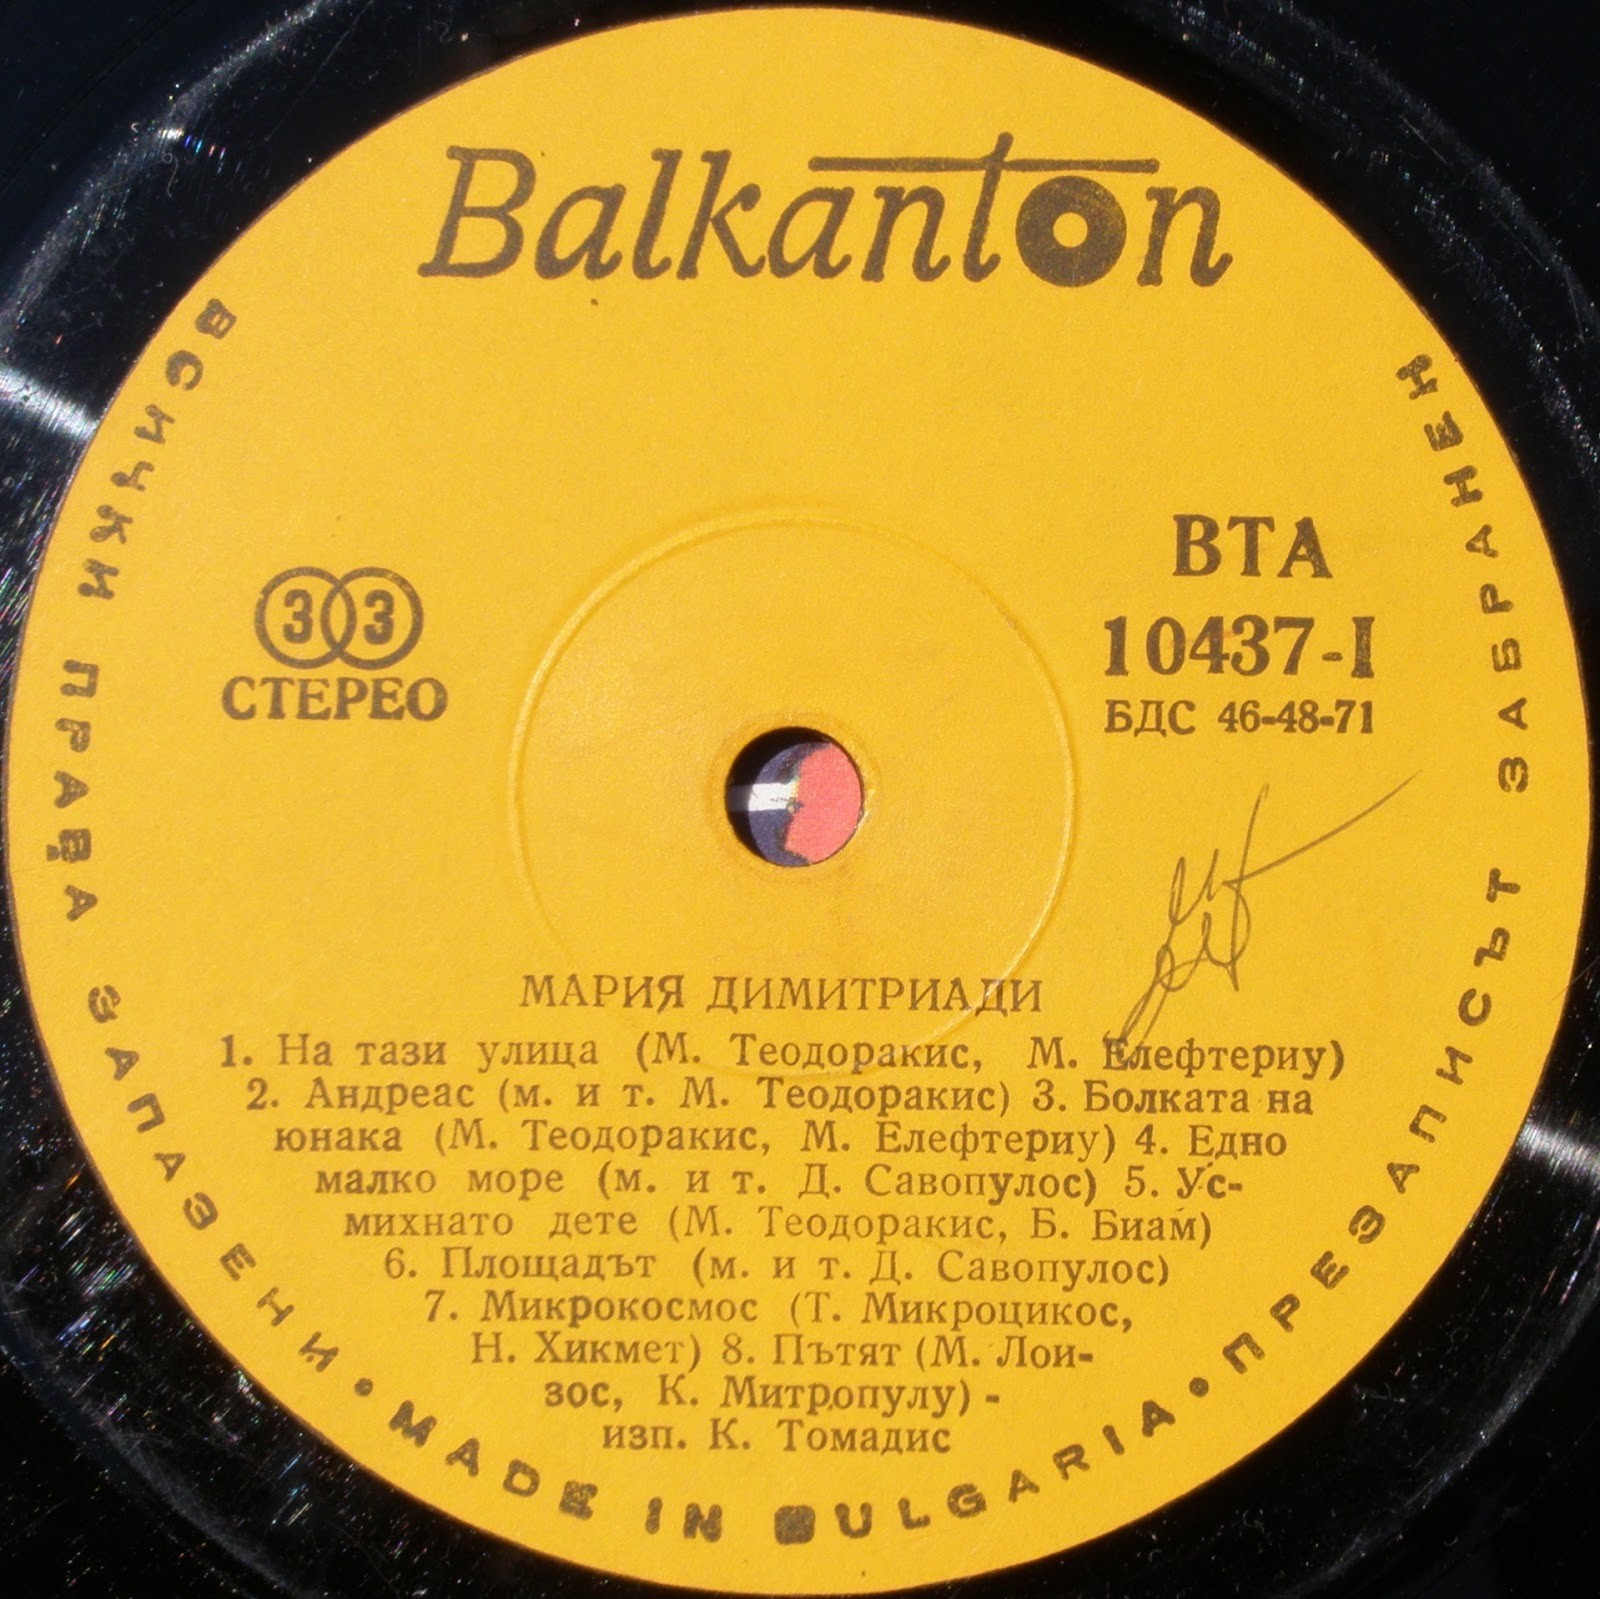 Balkanton
ВСИЧКИ ПРАВА ЗАПАЗЕНИ • MADE IN BULGARIA • ПРЕЗАПИСЪТ ЗАБРАНЕН
33
СТЕРЕО
ВТА
10437-I
БДС 46-48-71
МАРИЯ ДИМИТРИАДИ
1. На тази улица (М. Теодоракис, М. Елефтериу)
2. Андреас (м. и т. М. Теодоракис) 3. Болката на
юнака (М. Теодоракис, М. Елефтериу) 4. Едно
малко море (м. и т. Д. Савопулос) 5. Ус-
михнато дете (М. Теодоракис, Б. Биам)
6. Площадът (м. и т. Д. Савопулос)
7. Микрокосмос (Т. Микроцикос,
Н. Хикмет) 8. Пътят (М. Лои-
зос, К. Митропулу) -
изп. К. Томадис